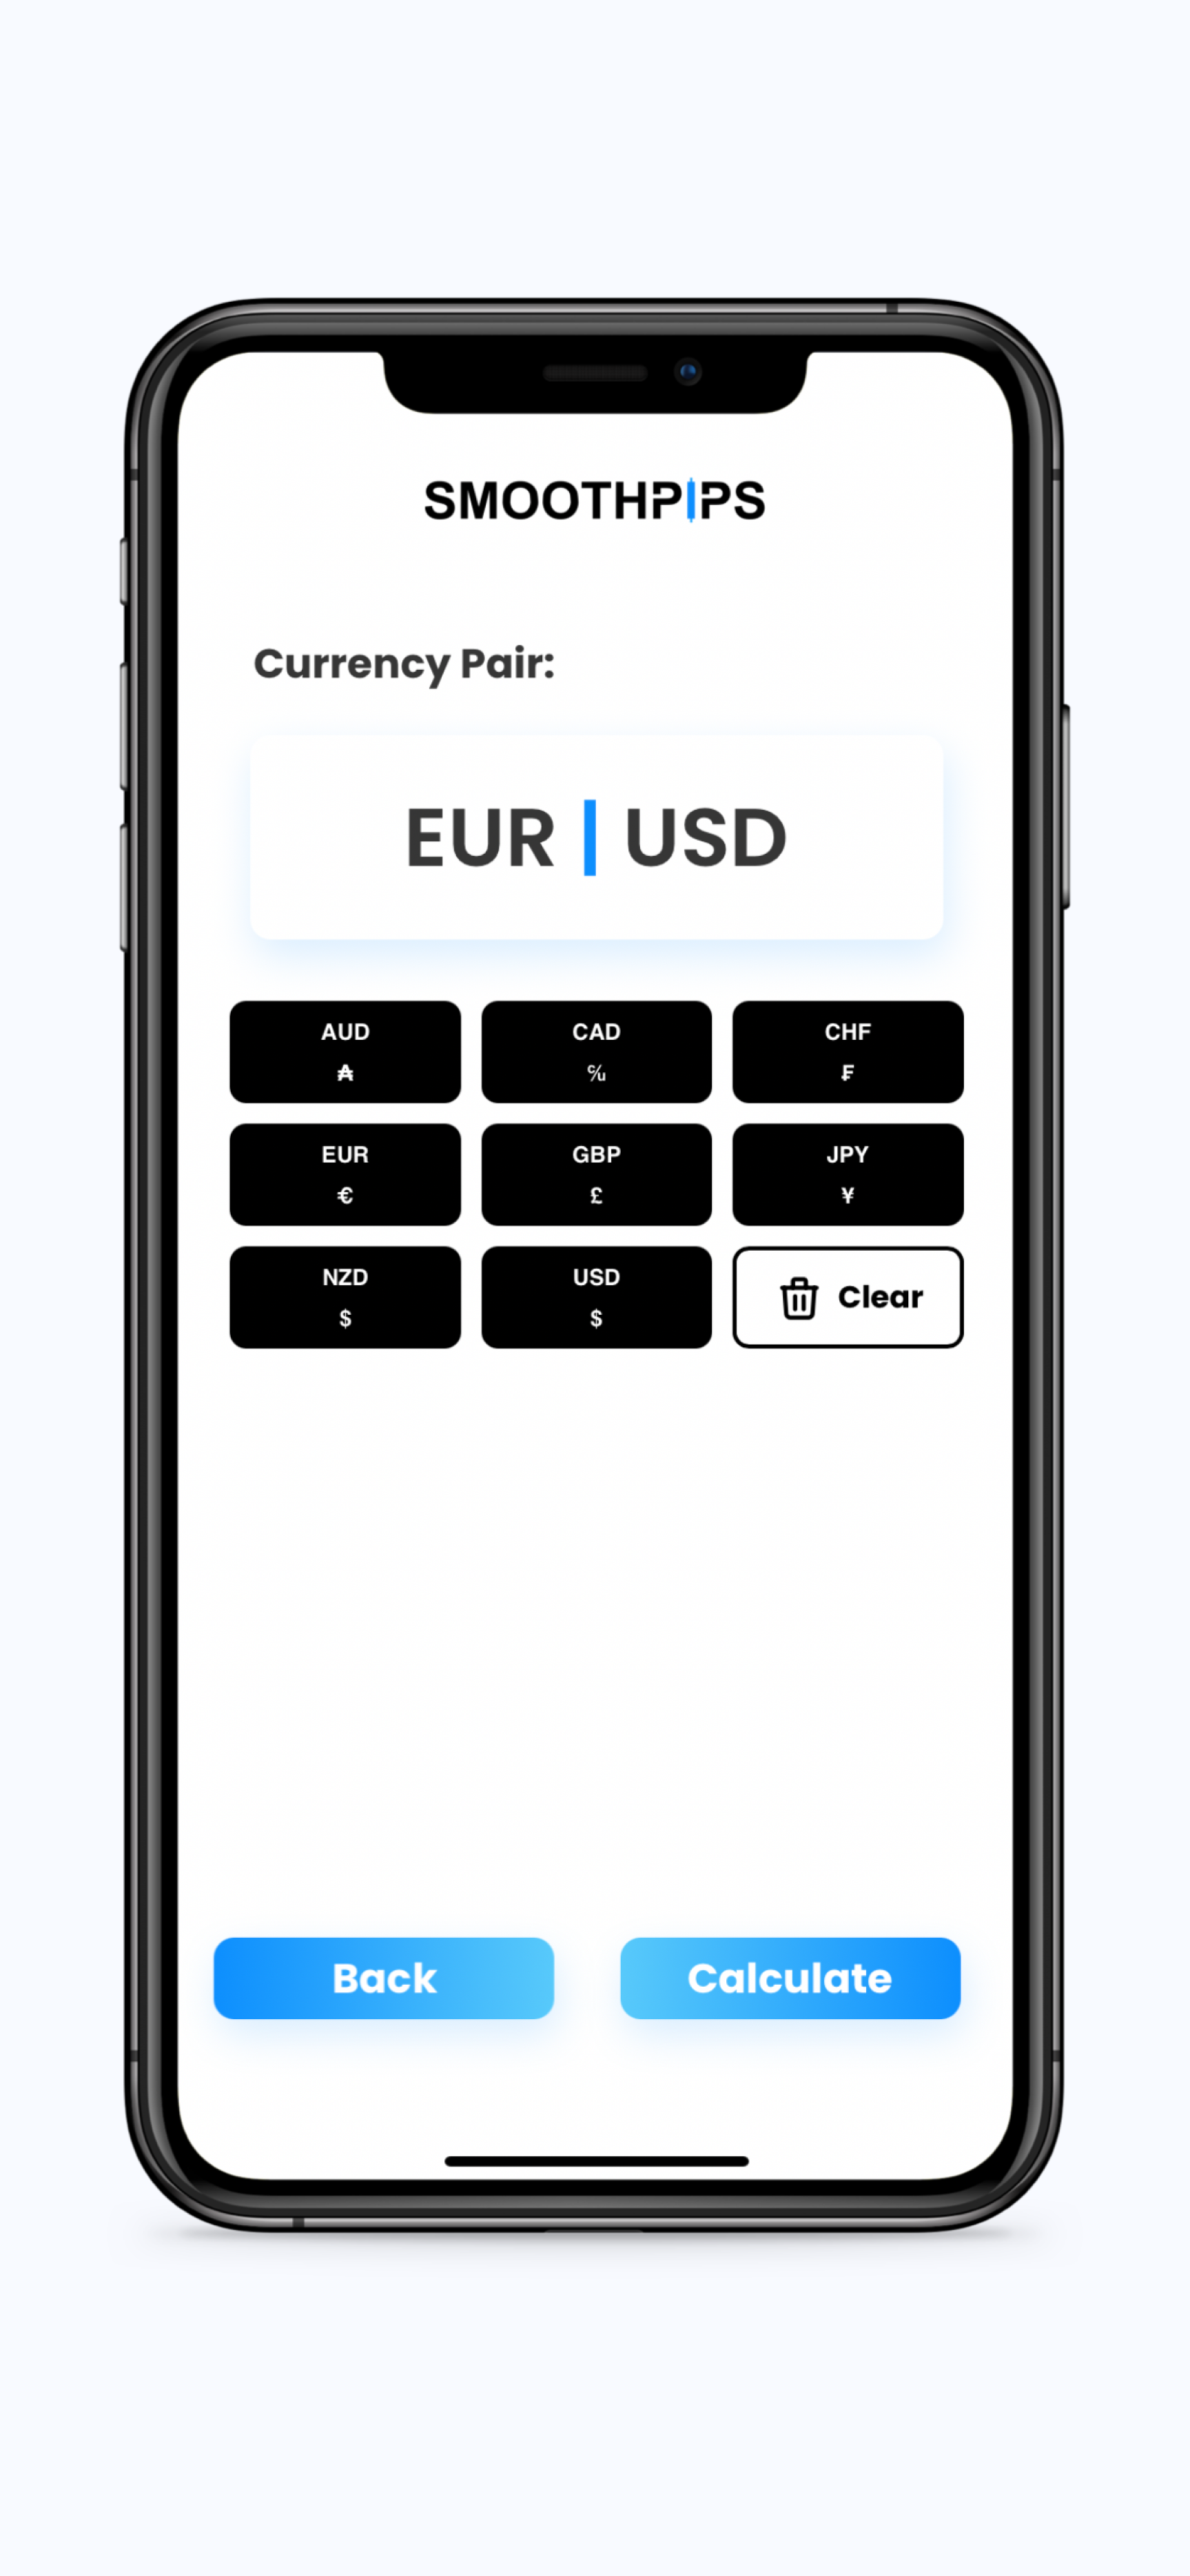 SMOOTHPIPS
Currency Pair:
EUR | USD
AUD CAD CHF
₳ ℆ ₣
EUR GBP JPY
€ £ ¥
NZD USD Clear
$ $
Back Calculate